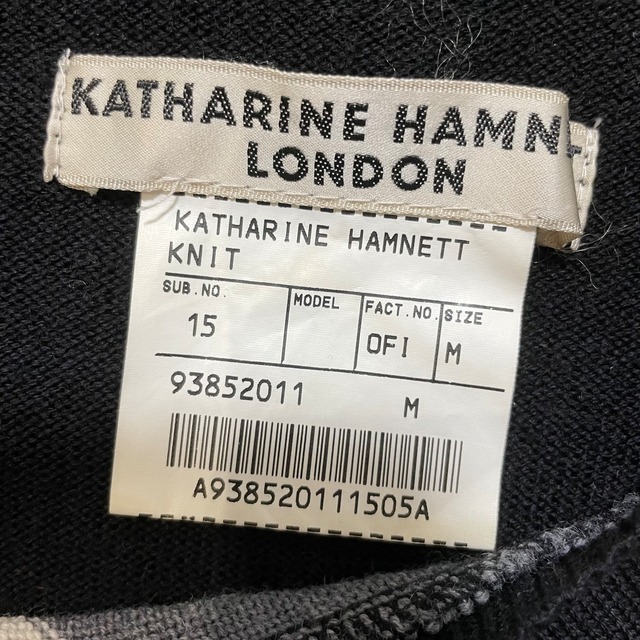 KATHARINE HAMN
LONDON
KATHARINE HAMNETT
KNIT
SUB.NO. MODEL FACT.NO. SIZE
15 OFI M
93852011 M
A938520111505A